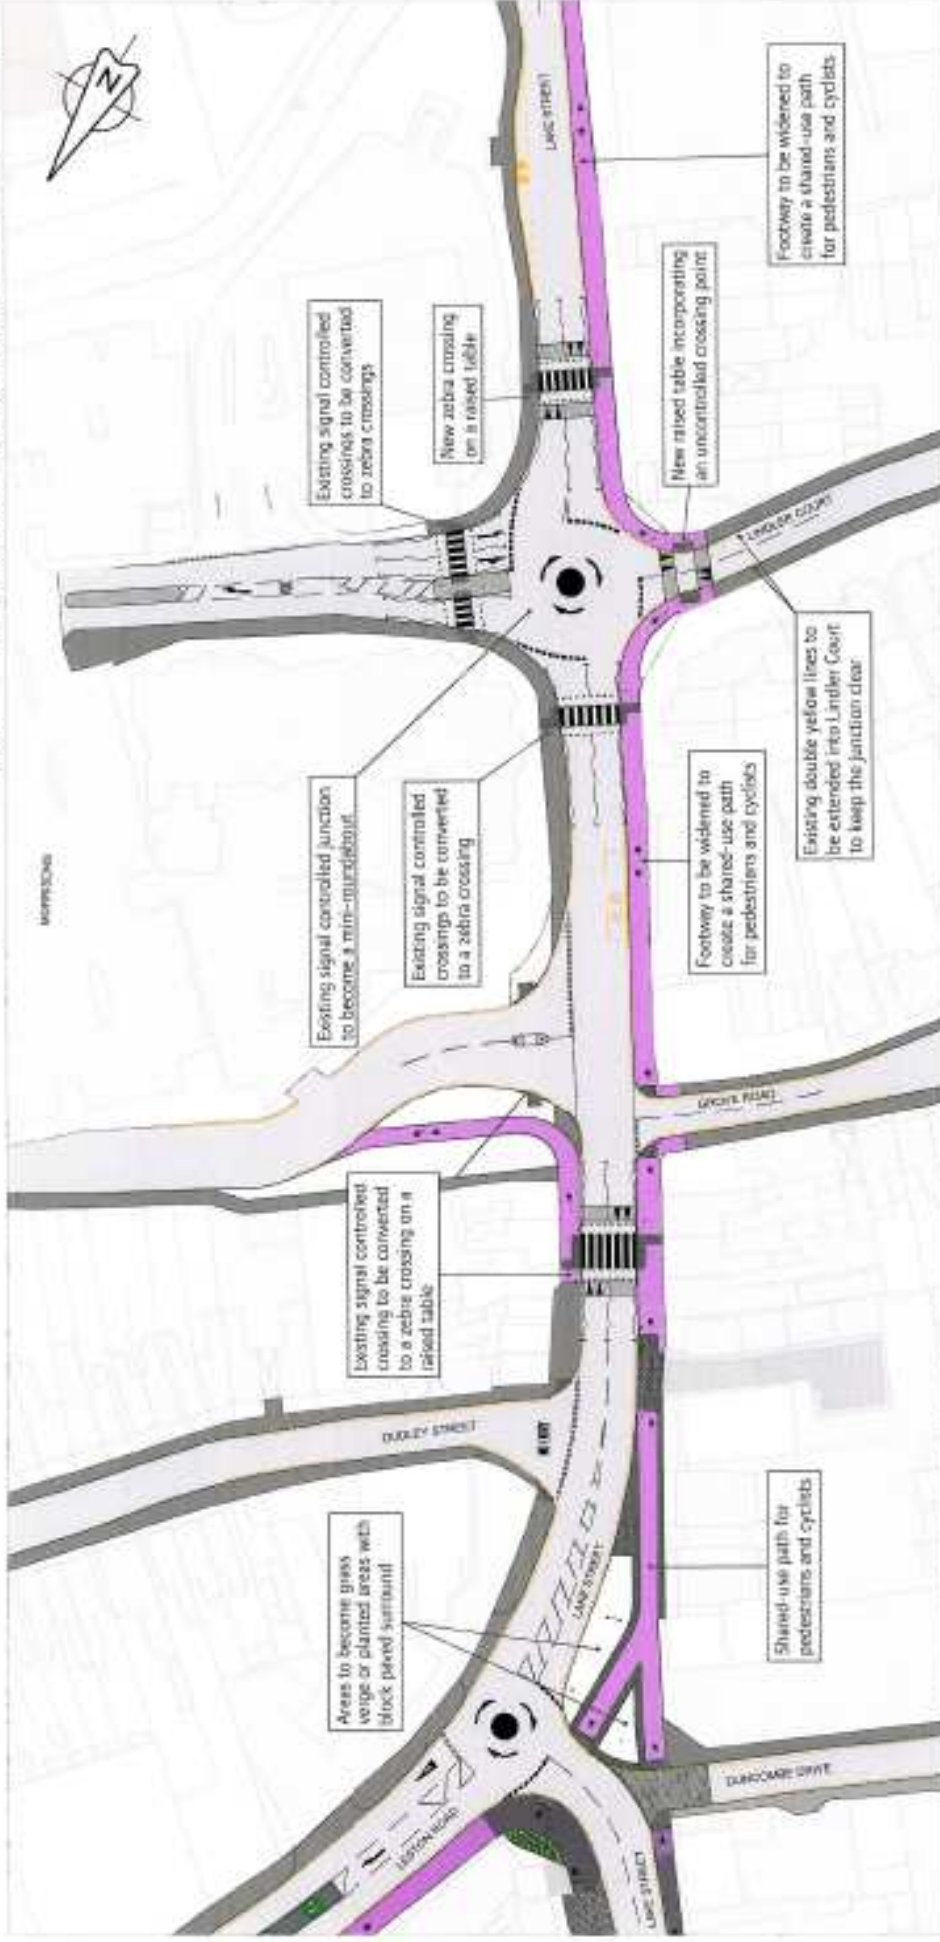 N
MORRISONS
Areas to become grass
verge or planted areas with
block paved surround
Existing signal controlled
crossing to be converted
to a zebra crossing on a
raised table
Existing signal controlled junction
to become a mini-roundabout
Existing signal controlled
crossings to be converted
to a zebra crossing
Existing signal controlled
crossings to be converted
to zebra crossings
New zebra crossing
on a raised table
LEIGHTON ROAD
LAKE STREET
LAKE STREET
DUDLEY STREET
LAKE STREET
DUNCOMBE DRIVE
GROVE ROAD
LINDLER COURT
Shared-use path for
pedestrians and cyclists
Footway to be widened to
create a shared-use path
for pedestrians and cyclists
Existing double yellow lines to
be extended into Lindler Court
to keep the junction clear
New raised table incorporating
an uncontrolled crossing point
Footway to be widened to
create a shared-use path
for pedestrians and cyclists